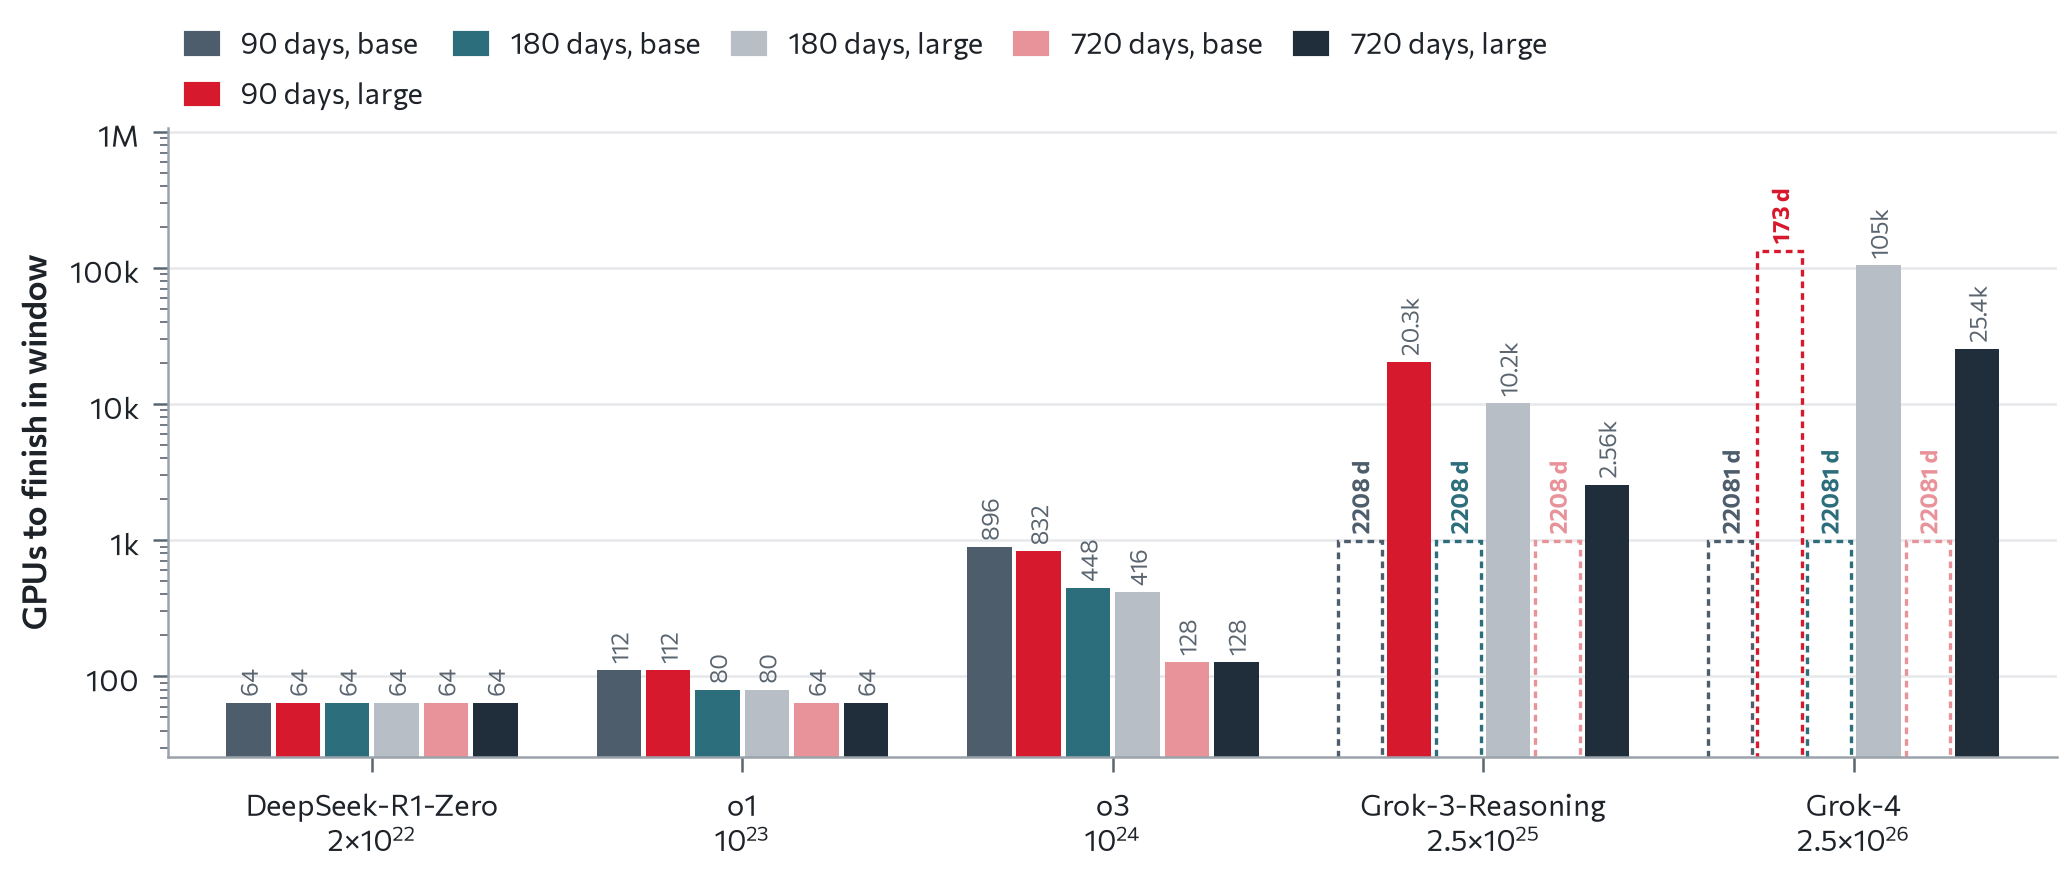 90 days, base
180 days, base
180 days, large
720 days, base
720 days, large
90 days, large
GPUs to finish in window
1M
100k
10k
1k
100
64
64
64
64
64
64
112
112
80
80
64
64
896
832
448
416
128
128
2208 d
20.3k
2208 d
10.2k
2208 d
2.56k
22081 d
173 d
22081 d
105k
22081 d
25.4k
DeepSeek-R1-Zero
2×10²²
o1
10²³
o3
10²⁴
Grok-3-Reasoning
2.5×10²⁵
Grok-4
2.5×10²⁶